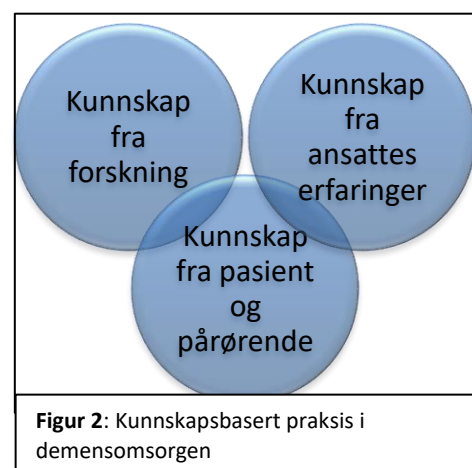 Kunnskap
fra
forskning
Kunnskap
fra
ansattes
erfaringer
Kunnskap
fra pasient
og
pårørende
Figur 2: Kunnskapsbasert praksis i
demensomsorgen